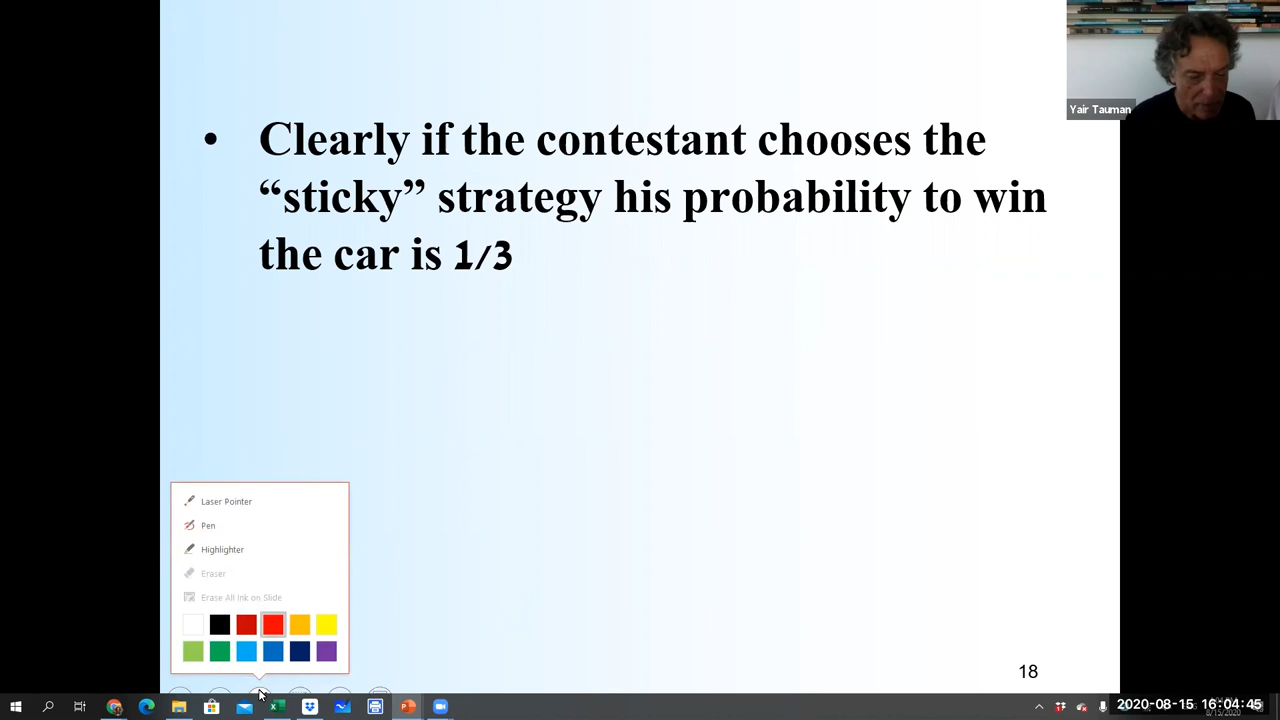 Yair Tauman
• Clearly if the contestant chooses the
“sticky” strategy his probability to win
the car is 1/3
Laser Pointer
Pen
Highlighter
Eraser
Erase All Ink on Slide
18
2020-08-15 16:04:45